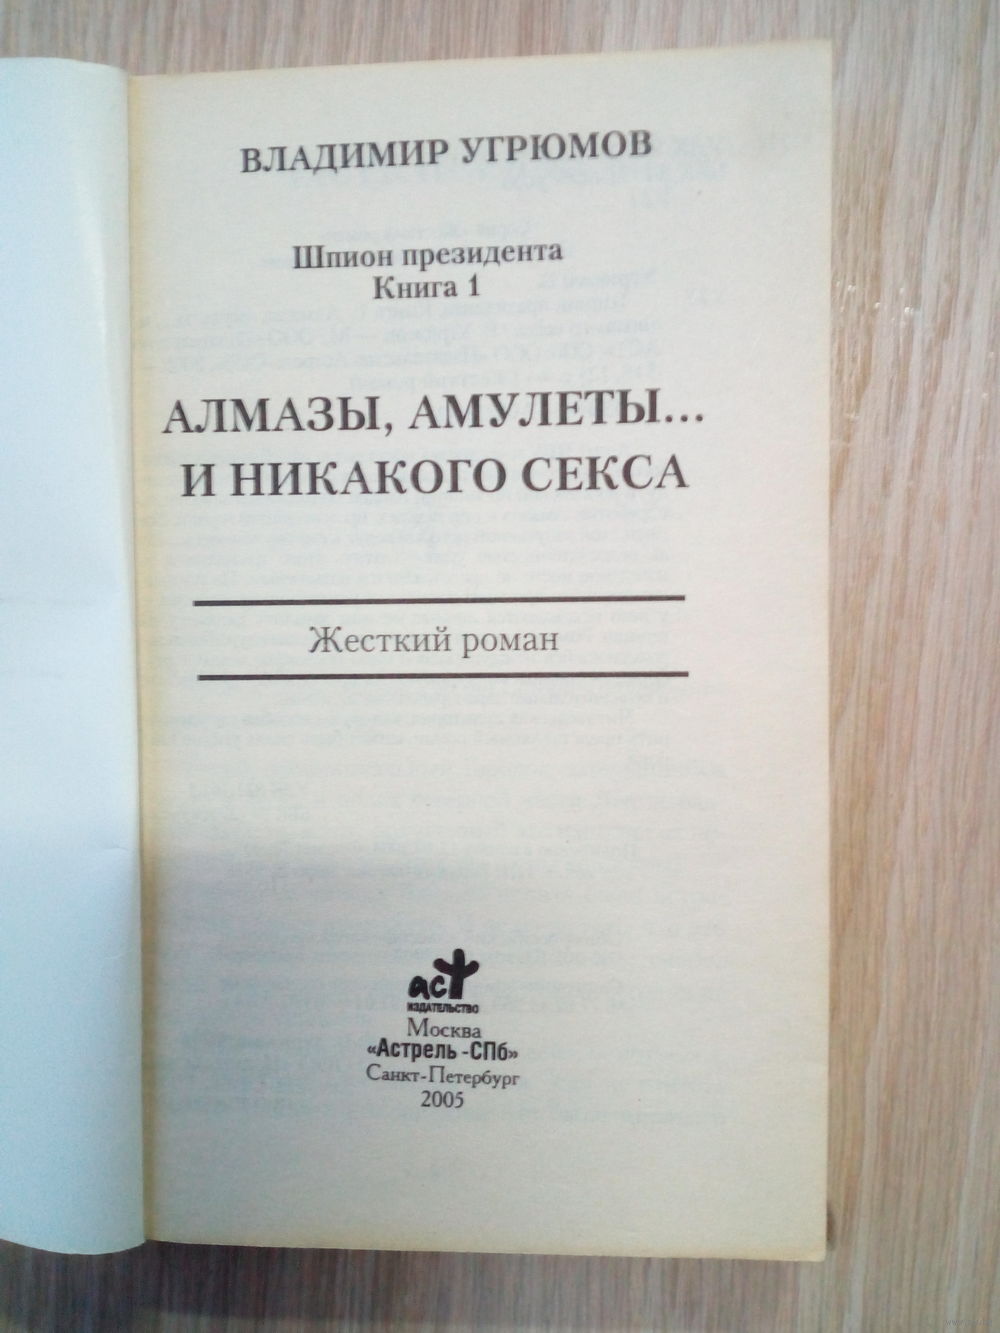 ВЛАДИМИР УГРЮМОВ
Шпион президента
Книга 1
АЛМАЗЫ, АМУЛЕТЫ...
И НИКАКОГО СЕКСА
Жесткий роман
аст
ИЗДАТЕЛЬСТВО
Москва
«Астрель -СПб»
Санкт-Петербург
2005